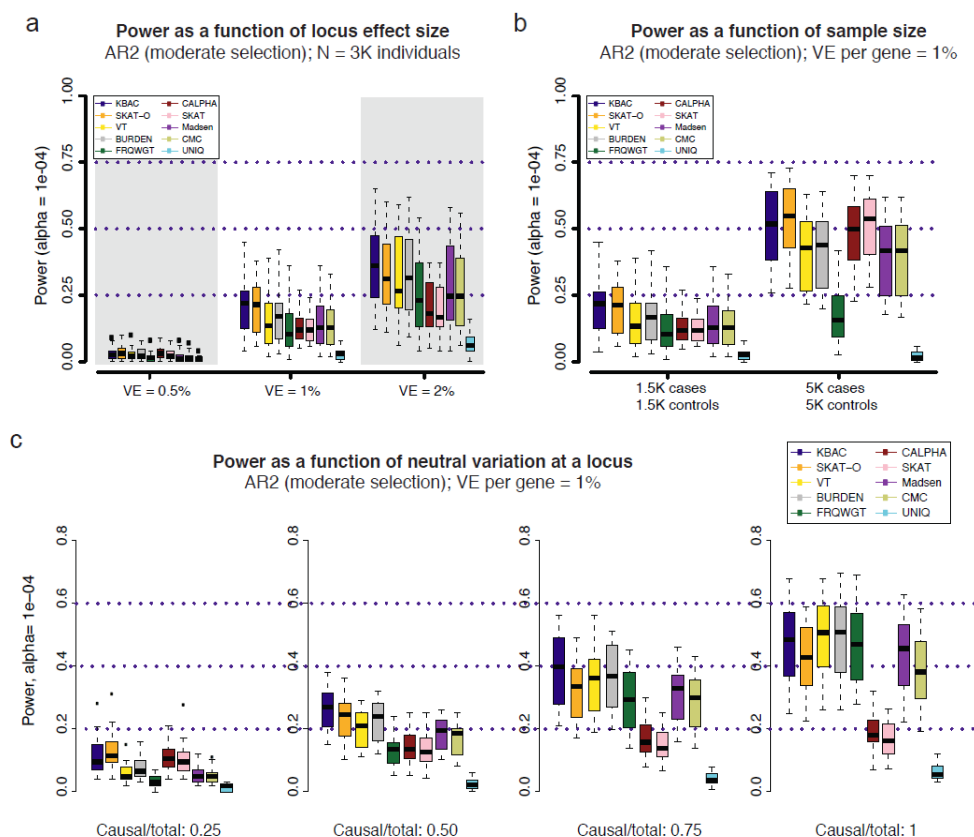 a
Power as a function of locus effect size
AR2 (moderate selection); N = 3K individuals
Power (alpha = 1e-04)
1.00
0.75
0.50
0.25
0.00
KBAC
SKAT-O
VT
BURDEN
FRQWGT
CALPHA
SKAT
Madsen
CMC
UNIQ
VE = 0.5%
VE = 1%
VE = 2%
b
Power as a function of sample size
AR2 (moderate selection); VE per gene = 1%
Power (alpha = 1e-04)
1.00
0.75
0.50
0.25
0.00
KBAC
SKAT-O
VT
BURDEN
FRQWGT
CALPHA
SKAT
Madsen
CMC
UNIQ
1.5K cases
1.5K controls
5K cases
5K controls
c
Power as a function of neutral variation at a locus
AR2 (moderate selection); VE per gene = 1%
KBAC
SKAT-O
VT
BURDEN
FRQWGT
CALPHA
SKAT
Madsen
CMC
UNIQ
Power, alpha= 1e-04
0.8
0.6
0.4
0.2
0.0
Causal/total: 0.25
0.8
0.6
0.4
0.2
0.0
Causal/total: 0.50
0.8
0.6
0.4
0.2
0.0
Causal/total: 0.75
0.8
0.6
0.4
0.2
0.0
Causal/total: 1